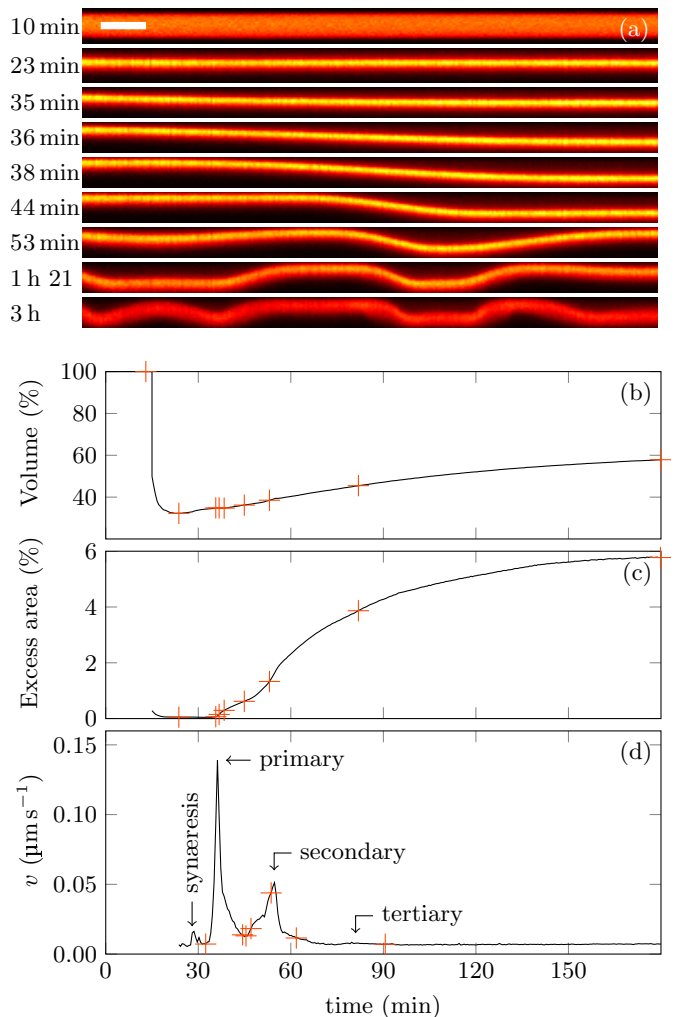 10 min (a)
23 min
35 min
36 min
38 min
44 min
53 min
1 h 21
3 h
100 (b)
80
60
40
Volume (%)
6 (c)
4
2
0
Excess area (%)
0.15 (d)
0.10
0.05
0.00
v (µm s⁻¹)
primary
synæresis
secondary
tertiary
0 30 60 90 150
time (min)